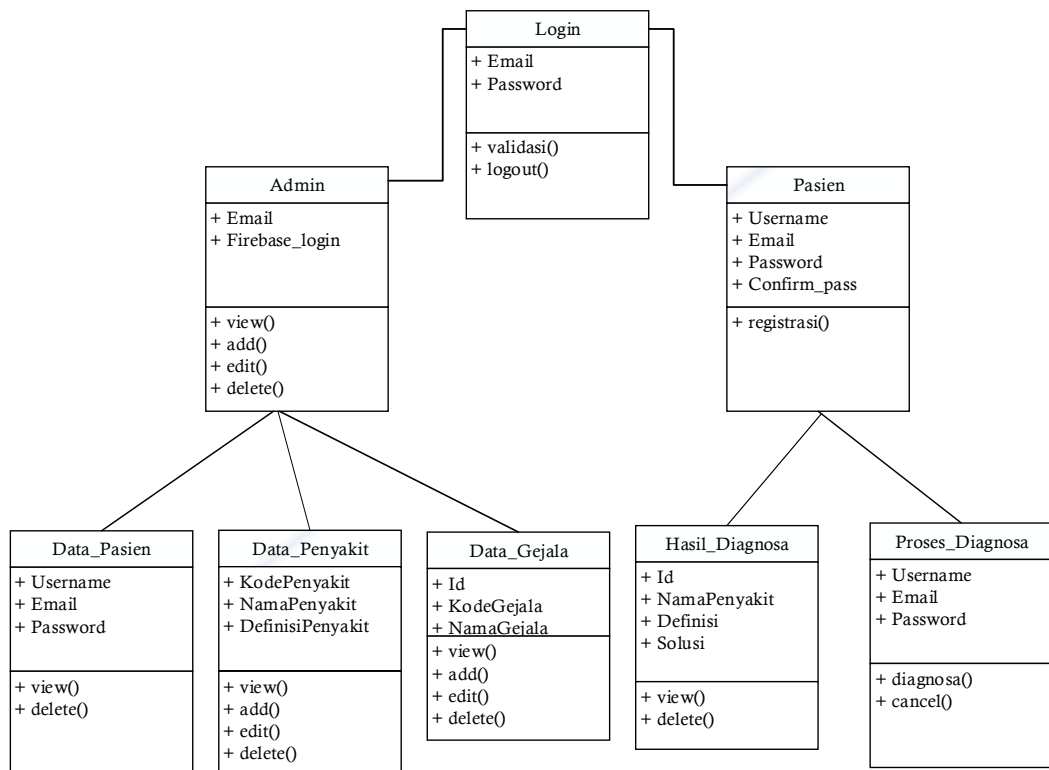 Login
+ Email
+ Password
+ validasi()
+ logout()
Admin
+ Email
+ Firebase_login
+ view()
+ add()
+ edit()
+ delete()
Pasien
+ Username
+ Email
+ Password
+ Confirm_pass
+ registrasi()
Data_Pasien
+ Username
+ Email
+ Password
+ view()
+ delete()
Data_Penyakit
+ KodePenyakit
+ NamaPenyakit
+ DefinisiPenyakit
+ view()
+ add()
+ edit()
+ delete()
Data_Gejala
+ Id
+ KodeGejala
+ NamaGejala
+ view()
+ add()
+ edit()
+ delete()
Hasil_Diagnosa
+ Id
+ NamaPenyakit
+ Definisi
+ Solusi
+ view()
+ delete()
Proses_Diagnosa
+ Username
+ Email
+ Password
+ diagnosa()
+ cancel()